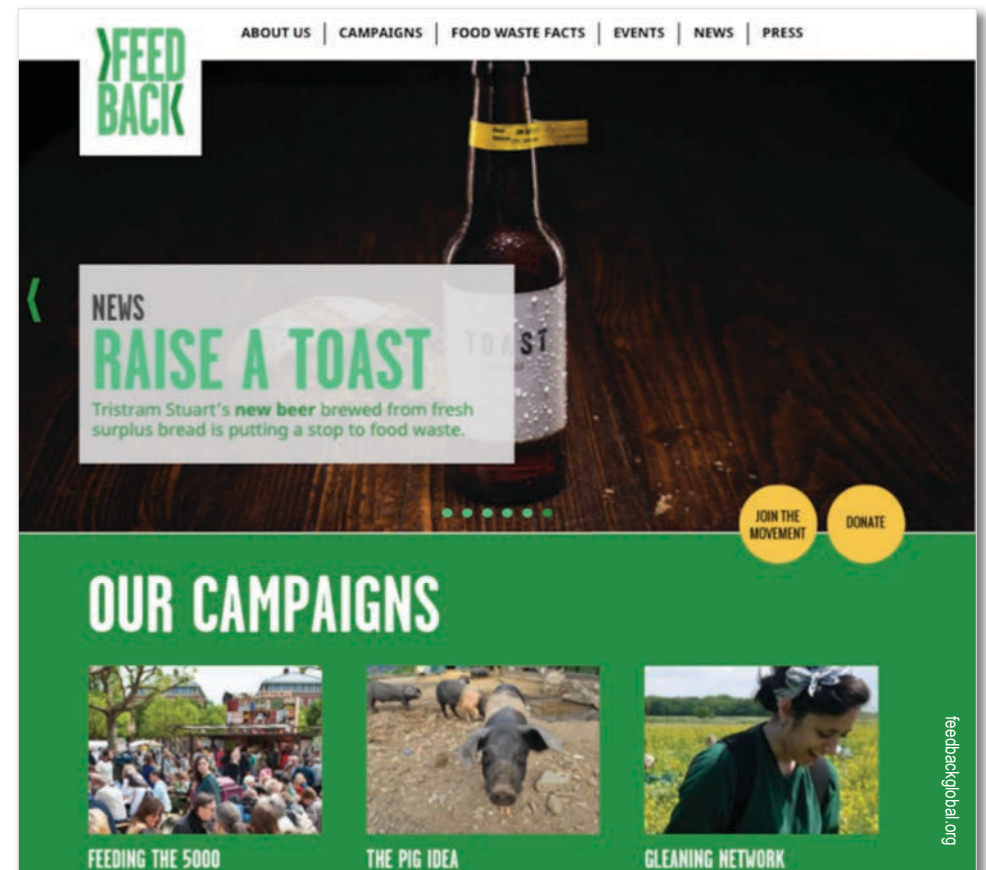 >FEED
BACK
ABOUT US | CAMPAIGNS | FOOD WASTE FACTS | EVENTS | NEWS | PRESS
TOAST
NEWS
RAISE A TOAST
Tristram Stuart's new beer brewed from fresh
surplus bread is putting a stop to food waste.
JOIN THE
MOVEMENT
DONATE
OUR CAMPAIGNS
FEEDING THE 5000
THE PIG IDEA
GLEANING NETWORK
feedbackglobal.org